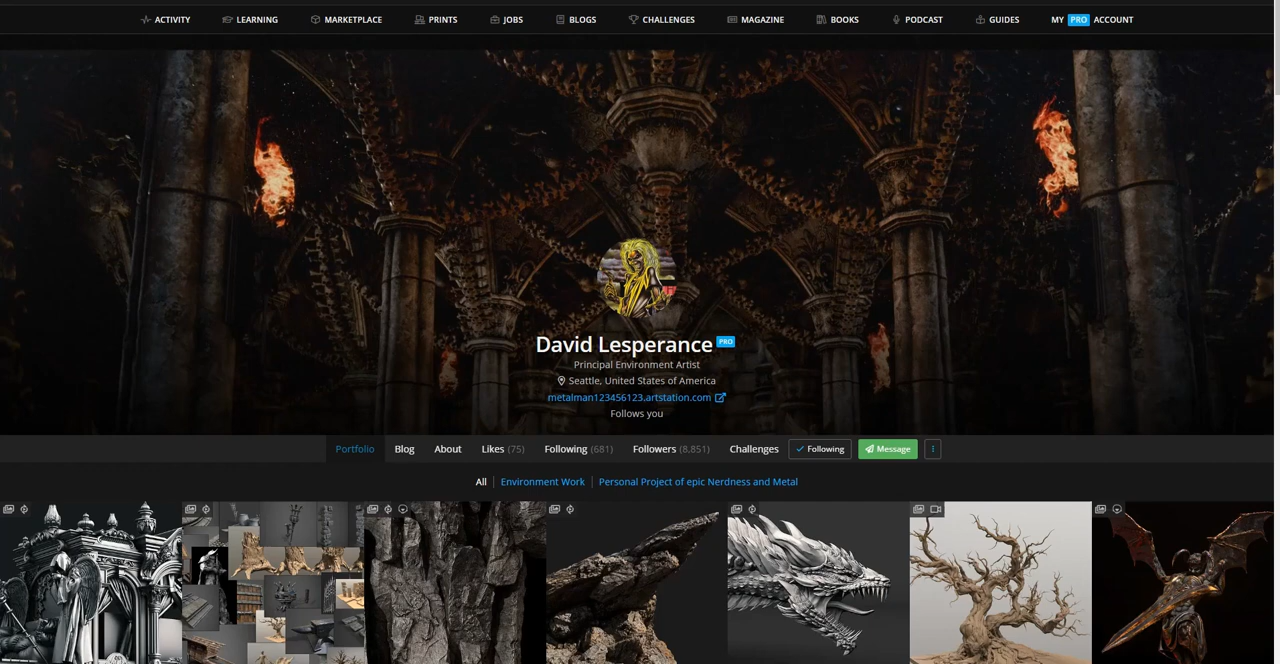 ACTIVITY LEARNING MARKETPLACE PRINTS JOBS BLOGS CHALLENGES MAGAZINE BOOKS PODCAST GUIDES MY PRO ACCOUNT
David Lesperance PRO
Principal Environment Artist
Seattle, United States of America
metalman123456123.artstation.com
Follows you
Portfolio Blog About Likes (75) Following (681) Followers (8,851) Challenges Following Message
All | Environment Work | Personal Project of epic Nerdness and Metal